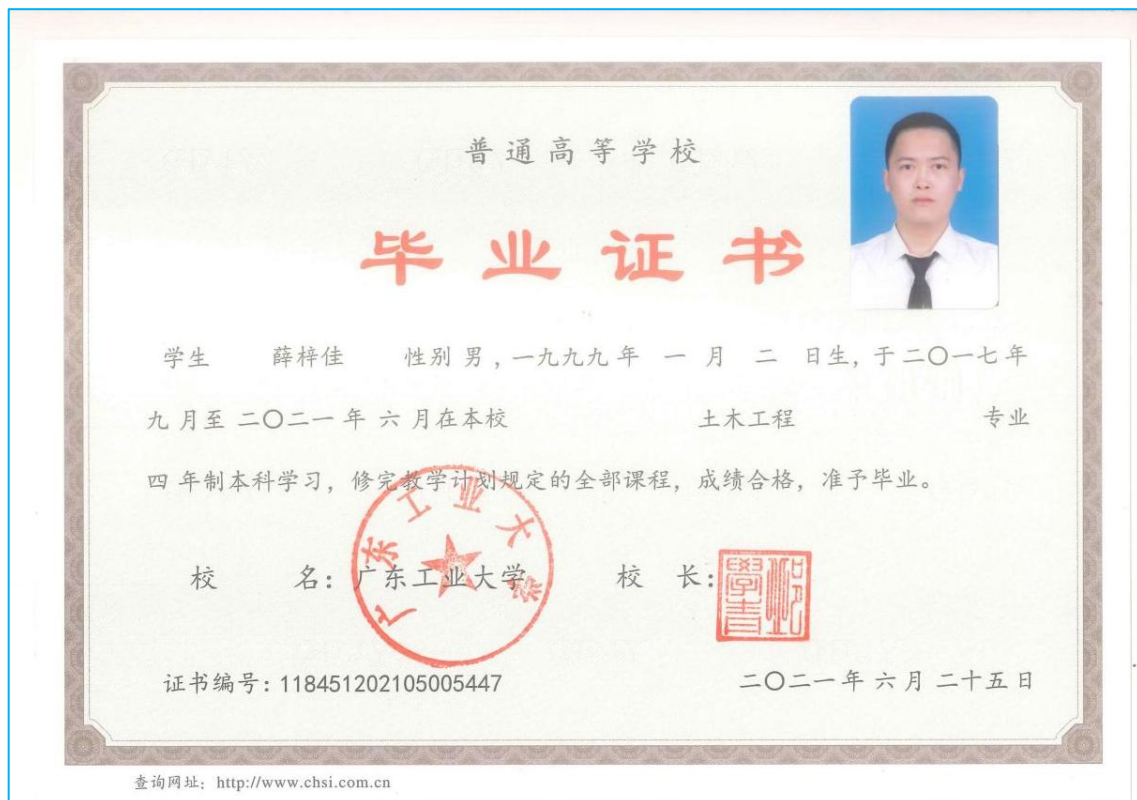 普通高等学校
毕业证书
学生 薛梓佳 性别 男，一九九九年 一 月 二 日生，于二〇一七年
九 月至 二〇二一 年 六 月在本校 土木工程 专业
四 年制本科学习，修完教学计划规定的全部课程，成绩合格，准予毕业。
校 名：广东工业大学 校 长：
广东工业大学
证书编号：118451202105005447 二〇二一 年 六 月 二十五 日
查询网址：http://www.chsi.com.cn